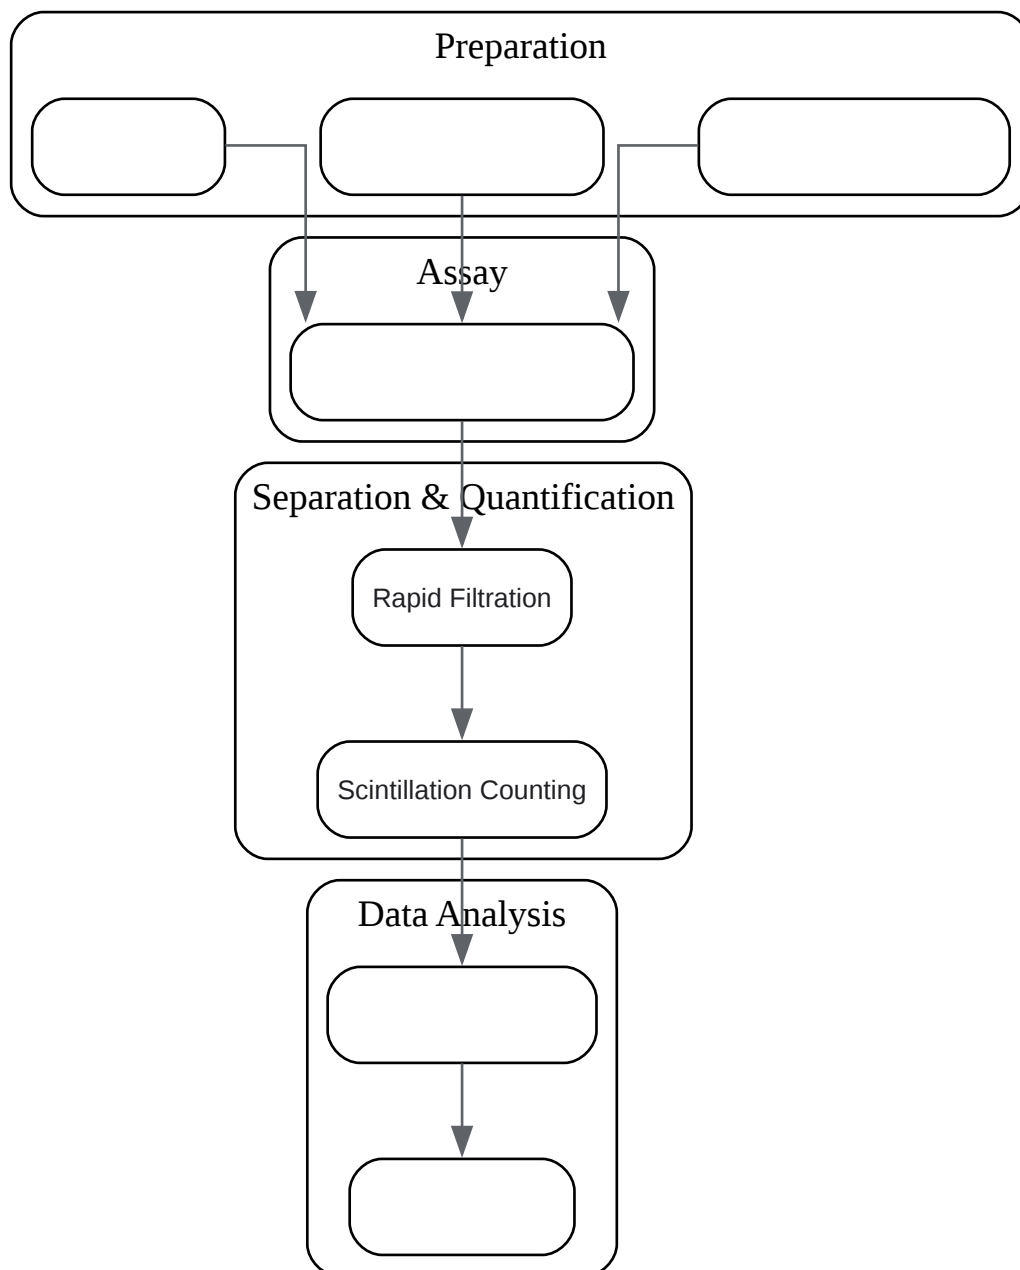 Preparation
Assay
Separation & Quantification
Rapid Filtration
Scintillation Counting
Data Analysis